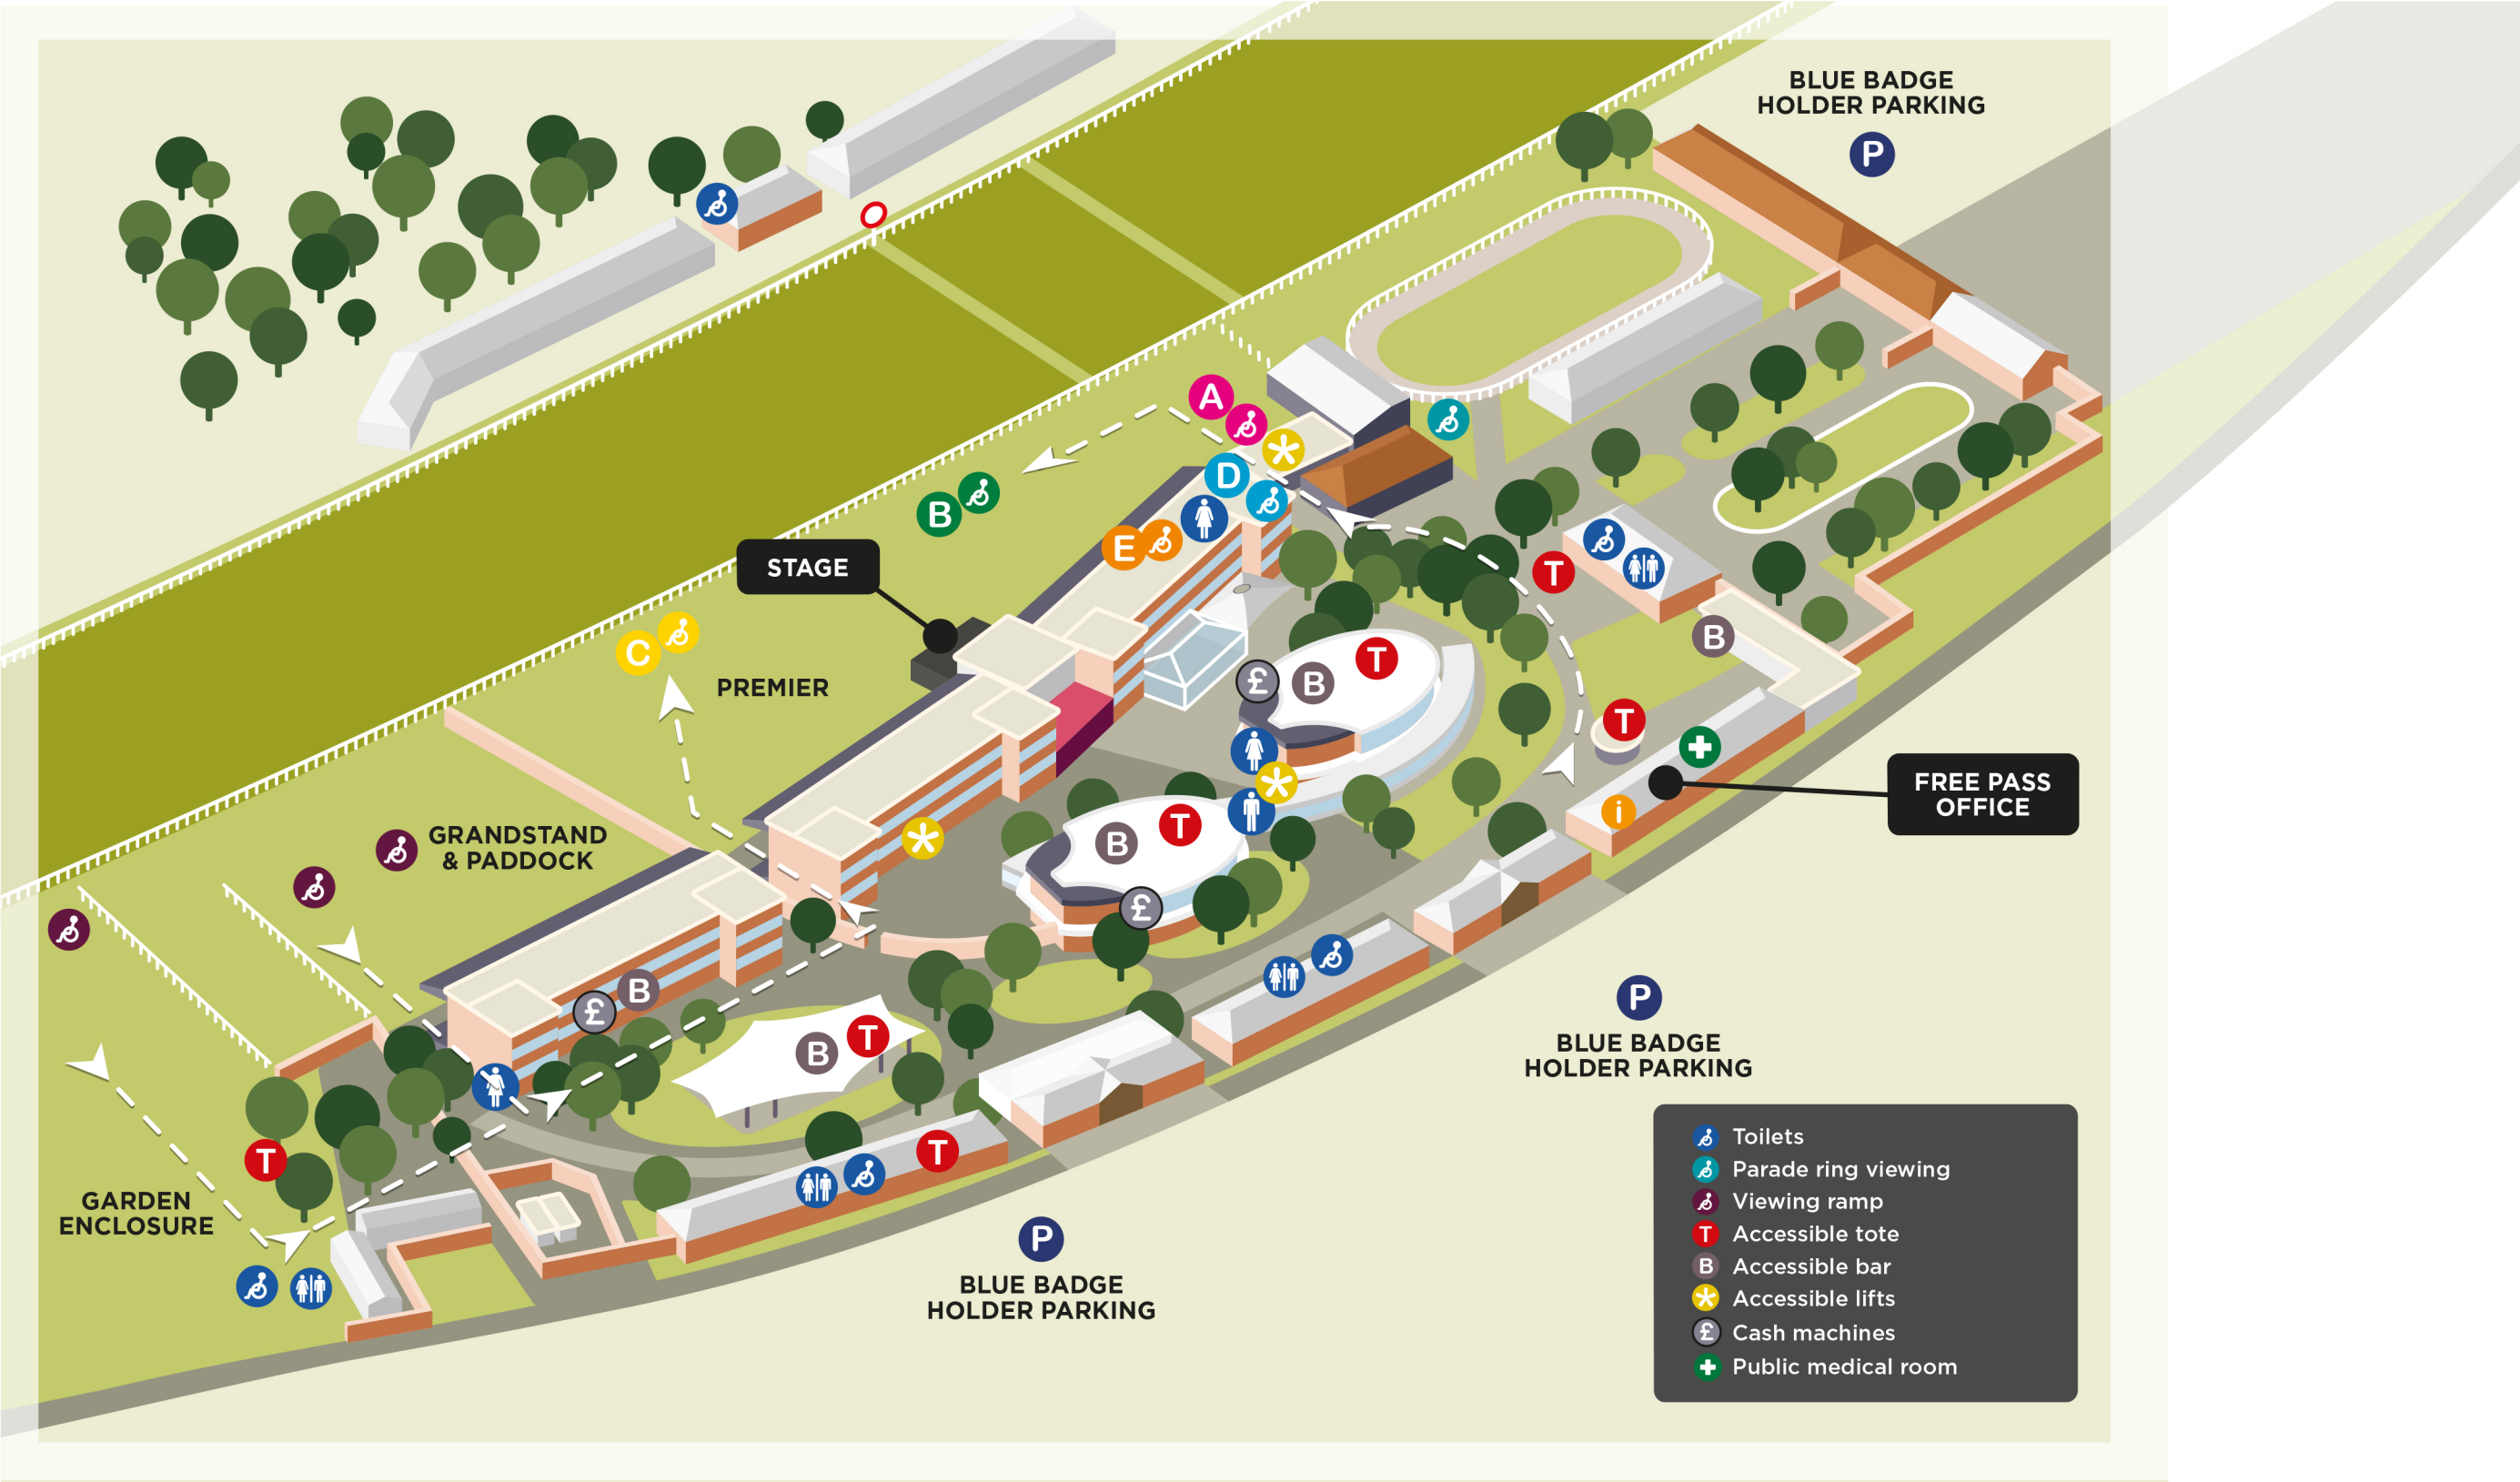 BLUE BADGE
HOLDER PARKING
P
A
D
B
E
STAGE
T
B
C
PREMIER
£
B
T
T
FREE PASS
OFFICE
i
GRANDSTAND
& PADDOCK
B
T
£
B
£
B
T
P
BLUE BADGE
HOLDER PARKING
T
T
GARDEN
ENCLOSURE
P
BLUE BADGE
HOLDER PARKING
Toilets
Parade ring viewing
Viewing ramp
T Accessible tote
B Accessible bar
Accessible lifts
£ Cash machines
Public medical room